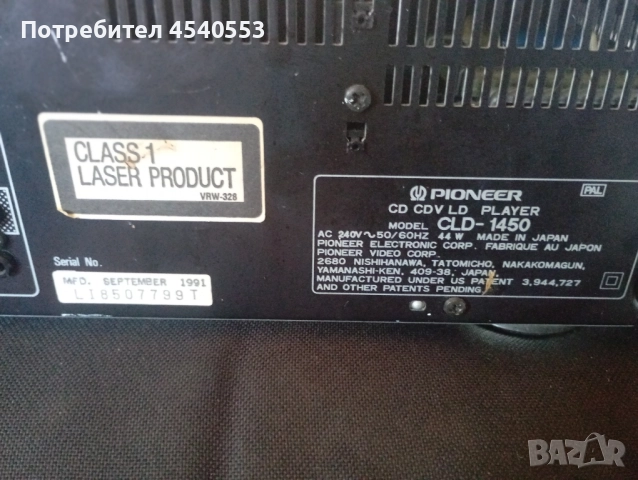 Потребител 4540553
CLASS 1
LASER PRODUCT
VRW-328
Serial No.
MFD. SEPTEMBER 1991
LI8507799T
PIONEER
PAL
CD CDV LD PLAYER
MODEL CLD-1450
AC 240V~50/60HZ 44W MADE IN JAPAN
PIONEER ELECTRONIC CORP. FABRIQUE AU JAPON
PIONEER VIDEO CORP.
2680 NISHIHANAWA, TATOMICHO, NAKAKOMAGUN,
YAMANASHI-KEN, 409-38, JAPAN
MANUFACTURED UNDER US PATENT 3,944,727
AND OTHER PATENTS PENDING
BAZAR